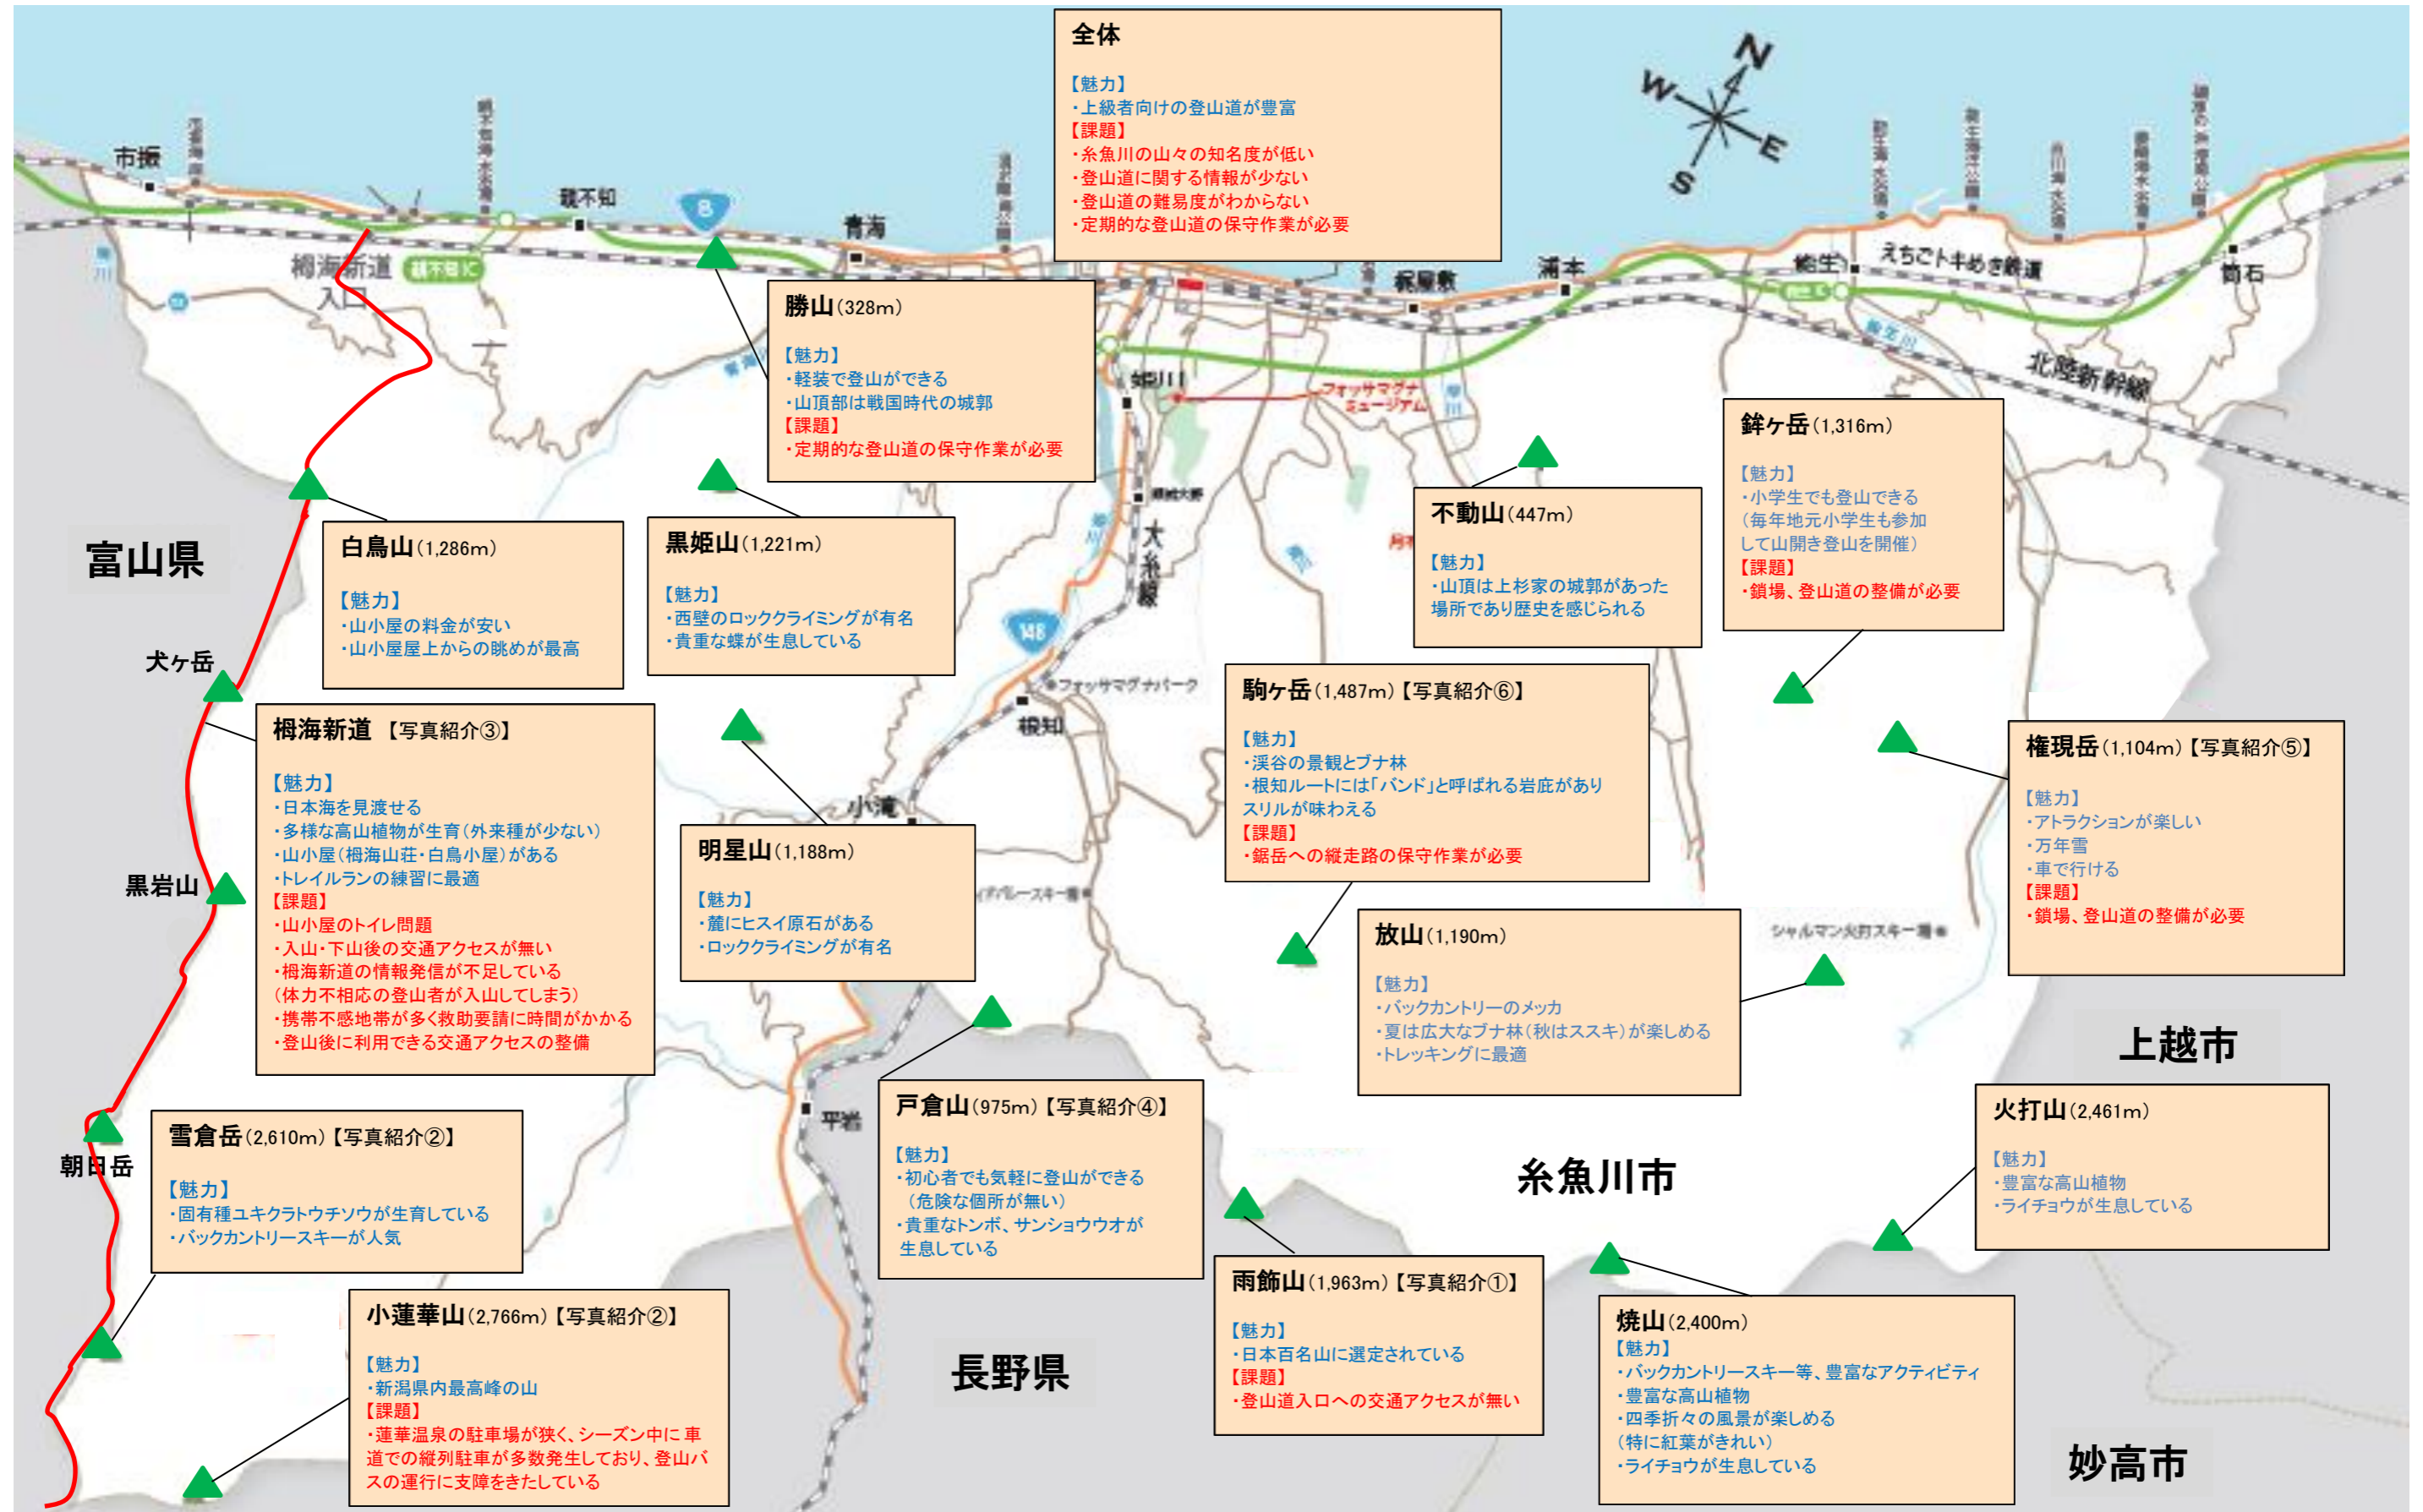 全体
【魅力】
・上級者向けの登山道が豊富
【課題】
・糸魚川の山々の知名度が低い
・登山道に関する情報が少ない
・登山道の難易度がわからない
・定期的な登山道の保守作業が必要
N
W
E
S
市振
親不知
8
青海
栂海新道
入口
親不知IC
梶屋敷
浦本
能生
えちごトキめき鉄道
筒石
北陸新幹線
姫川
フォッサマグナ
ミュージアム
勝山(328m)
【魅力】
・軽装で登山ができる
・山頂部は戦国時代の城郭
【課題】
・定期的な登山道の保守作業が必要
鉾ヶ岳(1,316m)
【魅力】
・小学生でも登山できる
(毎年地元小学生も参加
して山開き登山を開催)
【課題】
・鎖場、登山道の整備が必要
富山県
白鳥山(1,286m)
【魅力】
・山小屋の料金が安い
・山小屋屋上からの眺めが最高
黒姫山(1,221m)
【魅力】
・西壁のロッククライミングが有名
・貴重な蝶が生息している
大糸線
148
不動山(447m)
【魅力】
・山頂は上杉家の城郭があった
場所であり歴史を感じられる
犬ヶ岳
フォッサマグナパーク
根知
小滝
栂海新道 【写真紹介③】
【魅力】
・日本海を見渡せる
・多様な高山植物が生育(外来種が少ない)
・山小屋(栂海山荘・白鳥小屋)がある
・トレイルランの練習に最適
【課題】
・山小屋のトイレ問題
・入山・下山後の交通アクセスが無い
・栂海新道の情報発信が不足している
(体力不相応の登山者が入山してしまう)
・携帯不感地帯が多く救助要請に時間がかかる
・登山後に利用できる交通アクセスの整備
駒ヶ岳(1,487m)【写真紹介⑥】
【魅力】
・渓谷の景観とブナ林
・根知ルートには「バンド」と呼ばれる岩庇があり
スリルが味わえる
【課題】
・鋸岳への縦走路の保守作業が必要
権現岳(1,104m)【写真紹介⑤】
【魅力】
・アトラクションが楽しい
・万年雪
・車で行ける
【課題】
・鎖場、登山道の整備が必要
黒岩山
明星山(1,188m)
【魅力】
・麓にヒスイ原石がある
・ロッククライミングが有名
放山(1,190m)
【魅力】
・バックカントリーのメッカ
・夏は広大なブナ林(秋はススキ)が楽しめる
・トレッキングに最適
シャルマン火打スキー場
上越市
平岩
朝日岳
雪倉岳(2,610m)【写真紹介②】
【魅力】
・固有種ユキクラトウチソウが生育している
・バックカントリースキーが人気
戸倉山(975m)【写真紹介④】
【魅力】
・初心者でも気軽に登山ができる
(危険な個所が無い)
・貴重なトンボ、サンショウウオが
生息している
糸魚川市
火打山(2,461m)
【魅力】
・豊富な高山植物
・ライチョウが生息している
小蓮華山(2,766m)【写真紹介②】
【魅力】
・新潟県内最高峰の山
【課題】
・蓮華温泉の駐車場が狭く、シーズン中に車
道での縦列駐車が多数発生しており、登山バ
スの運行に支障をきたしている
長野県
雨飾山(1,963m)【写真紹介①】
【魅力】
・日本百名山に選定されている
【課題】
・登山道入口への交通アクセスが無い
焼山(2,400m)
【魅力】
・バックカントリースキー等、豊富なアクティビティ
・豊富な高山植物
・四季折々の風景が楽しめる
(特に紅葉がきれい)
・ライチョウが生息している
妙高市